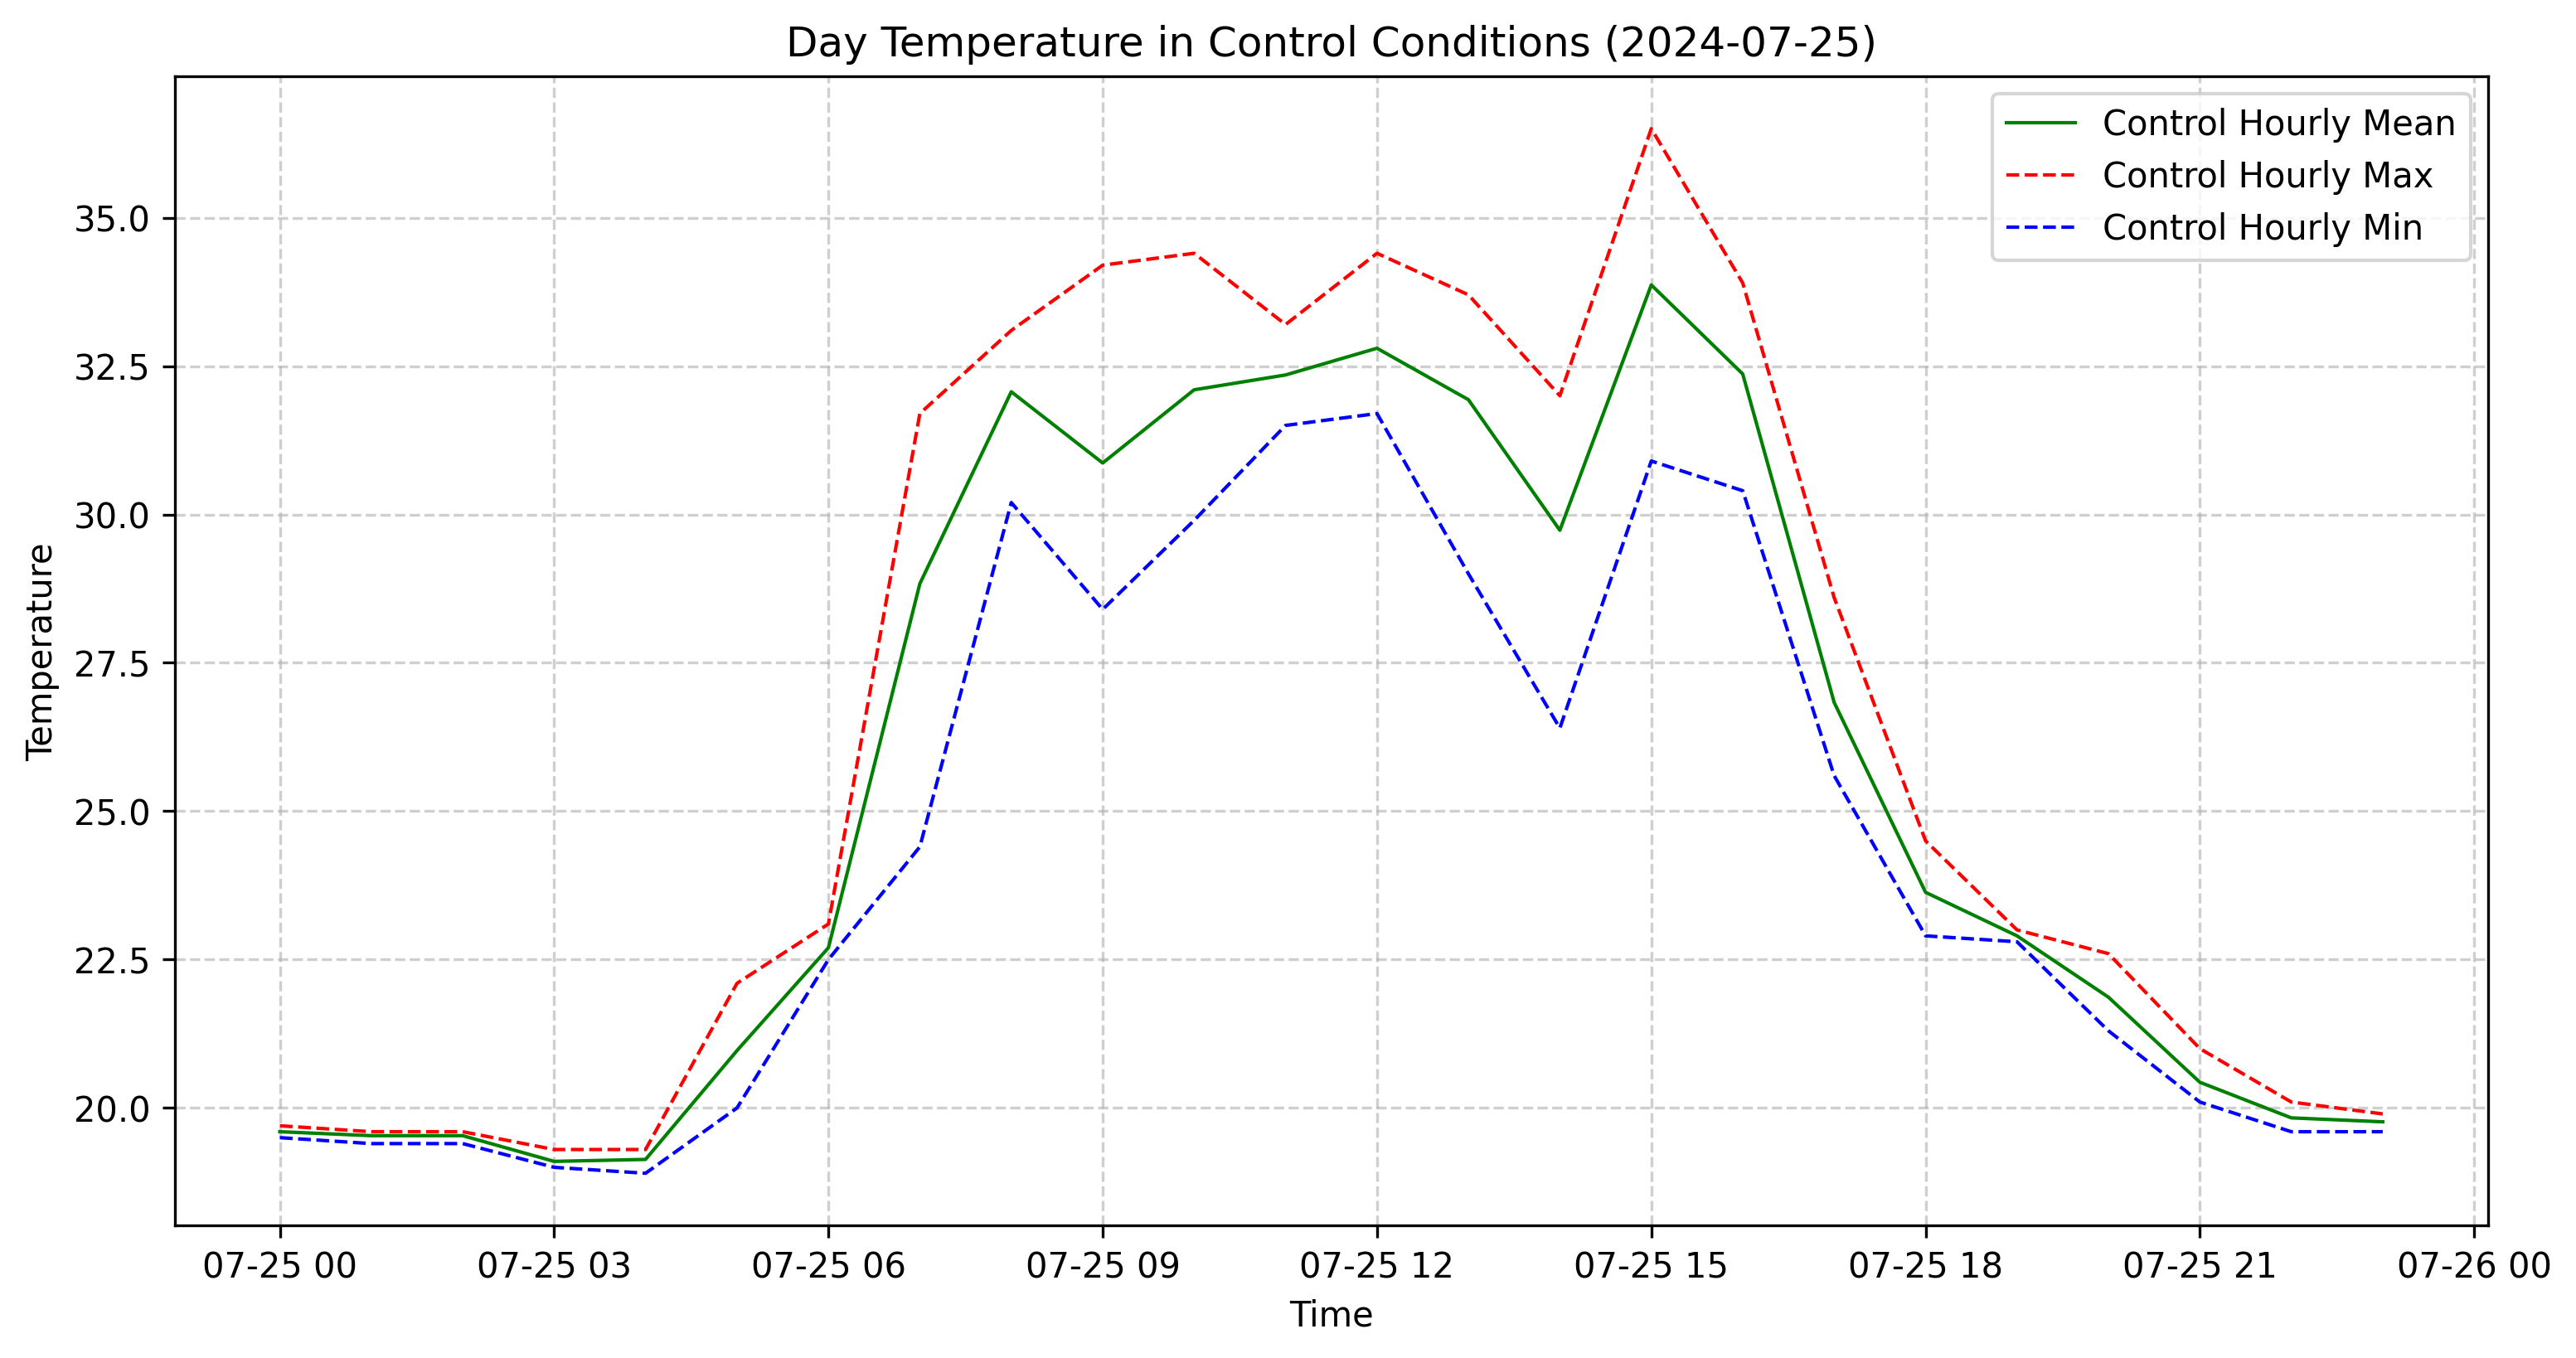 Day Temperature in Control Conditions (2024-07-25)
Control Hourly Mean
Control Hourly Max
Control Hourly Min
35.0
32.5
30.0
27.5
25.0
22.5
20.0
Temperature
07-25 00 07-25 03 07-25 06 07-25 09 07-25 12 07-25 15 07-25 18 07-25 21 07-26 00
Time